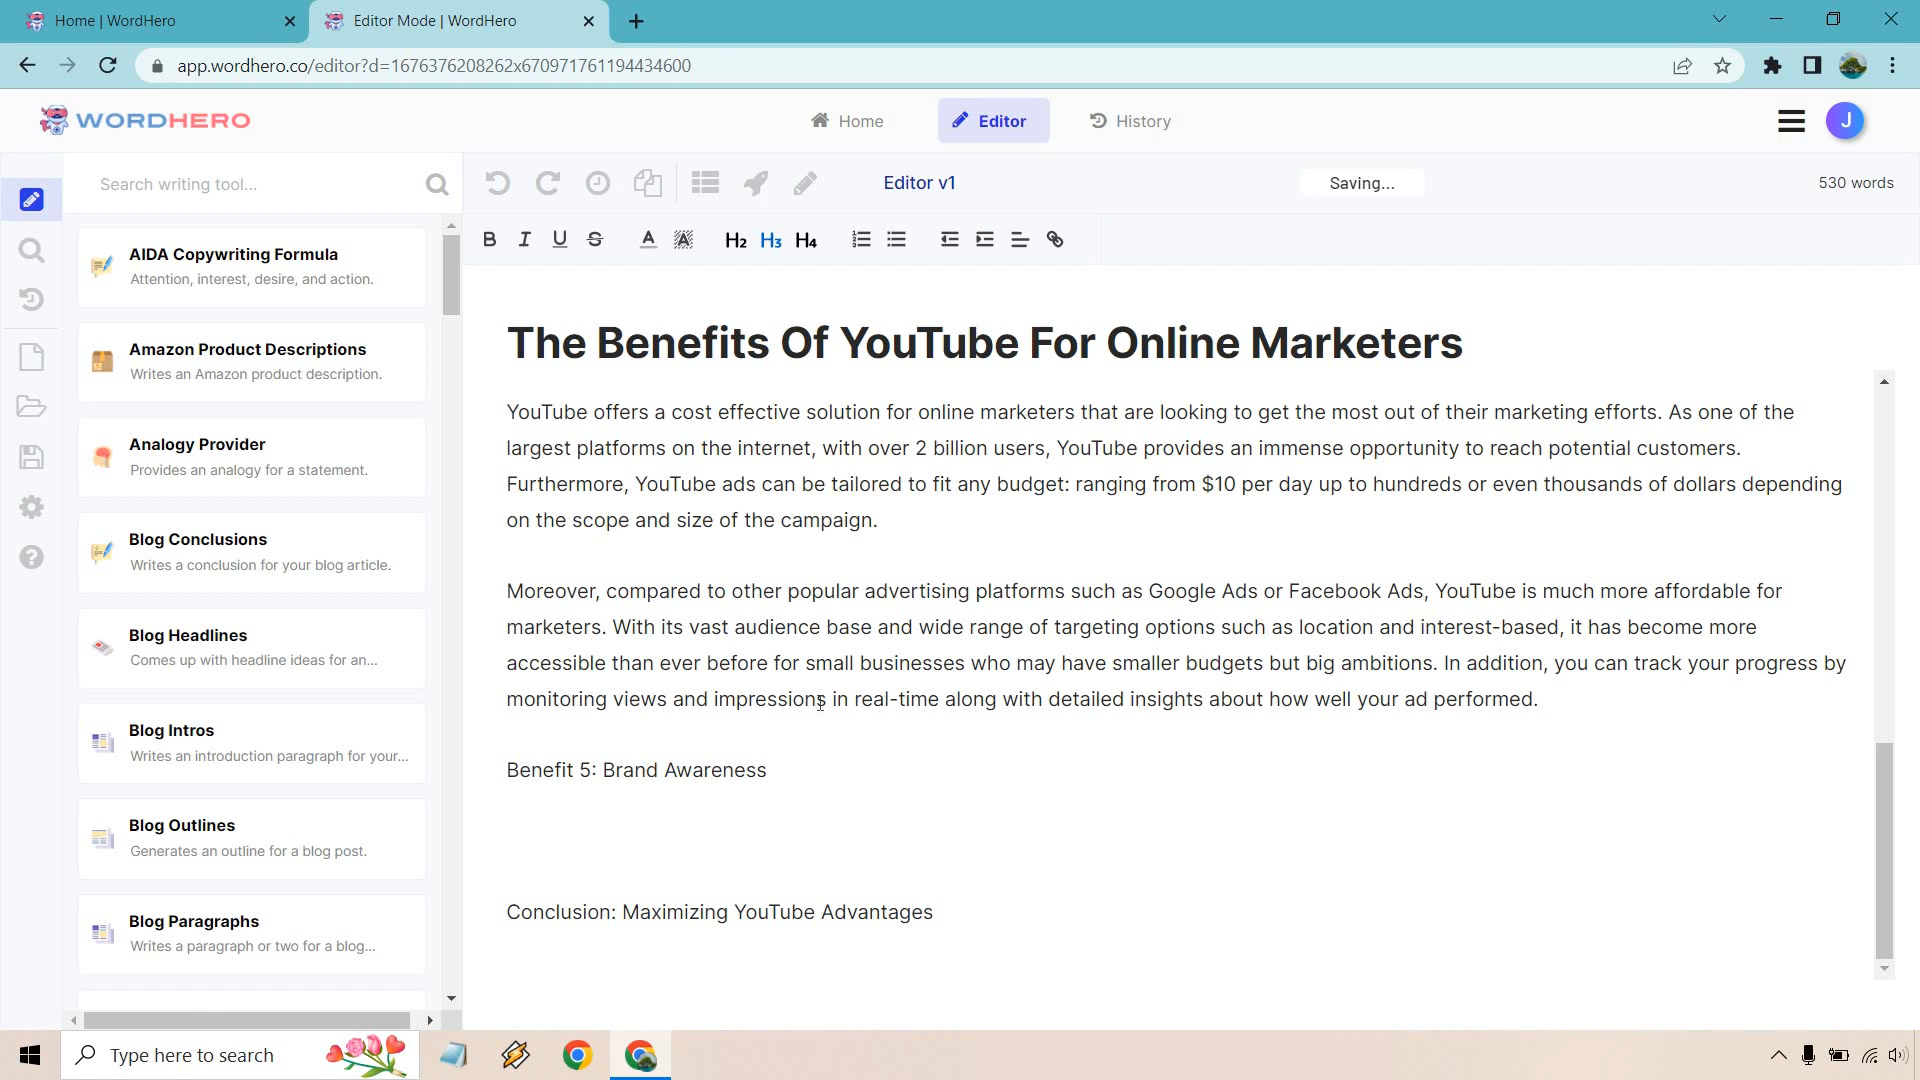 Home | WordHero
Editor Mode | WordHero
app.wordhero.co/editor?d=1676376208262x670971761194434600
WORDHERO
Home
Editor
History
J
Search writing tool...
Editor v1
Saving...
530 words
B I U S A A H2 H3 H4
AIDA Copywriting Formula
Attention, interest, desire, and action.
Amazon Product Descriptions
Writes an Amazon product description.
Analogy Provider
Provides an analogy for a statement.
Blog Conclusions
Writes a conclusion for your blog article.
Blog Headlines
Comes up with headline ideas for an...
Blog Intros
Writes an introduction paragraph for your...
Blog Outlines
Generates an outline for a blog post.
Blog Paragraphs
Writes a paragraph or two for a blog...
The Benefits Of YouTube For Online Marketers
YouTube offers a cost effective solution for online marketers that are looking to get the most out of their marketing efforts. As one of the
largest platforms on the internet, with over 2 billion users, YouTube provides an immense opportunity to reach potential customers.
Furthermore, YouTube ads can be tailored to fit any budget: ranging from $10 per day up to hundreds or even thousands of dollars depending
on the scope and size of the campaign.
Moreover, compared to other popular advertising platforms such as Google Ads or Facebook Ads, YouTube is much more affordable for
marketers. With its vast audience base and wide range of targeting options such as location and interest-based, it has become more
accessible than ever before for small businesses who may have smaller budgets but big ambitions. In addition, you can track your progress by
monitoring views and impressions in real-time along with detailed insights about how well your ad performed.
Benefit 5: Brand Awareness
Conclusion: Maximizing YouTube Advantages
Type here to search